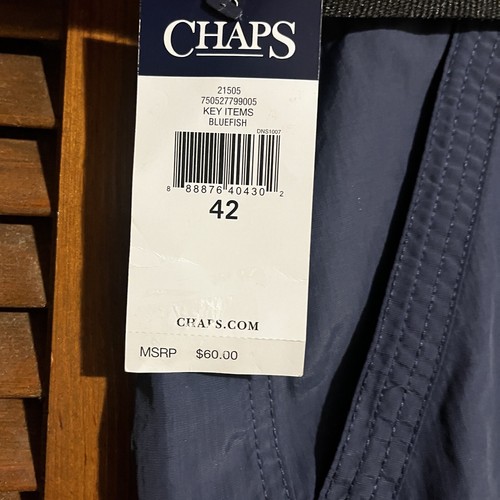 CHAPS
21505
750527799005
KEY ITEMS
BLUEFISH
DNS1007
8 88876 40430 2
42
CHAPS.COM
MSRP $60.00